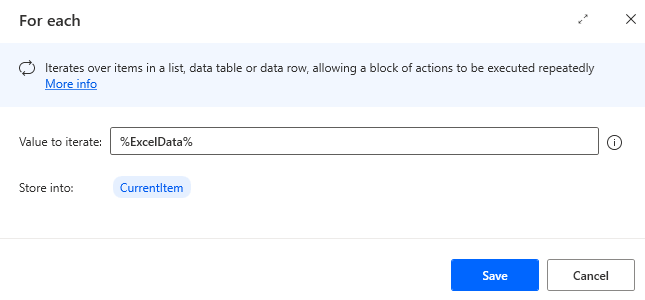 For each
Iterates over items in a list, data table or data row, allowing a block of actions to be executed repeatedly
More info
Value to iterate: %ExcelData%
Store into: CurrentItem
Save Cancel